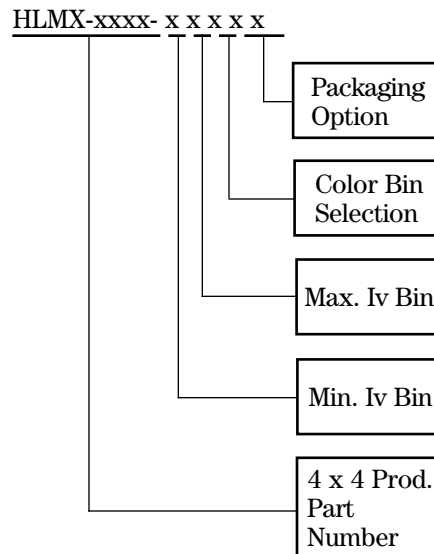 HLMX-xxxx- x x x x x
Packaging
Option
Color Bin
Selection
Max. Iv Bin
Min. Iv Bin
4 x 4 Prod.
Part
Number